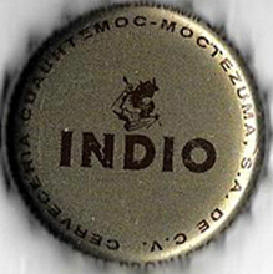 CERVECERIA CUAUHTEMOC-MOCTEZUMA, S.A. DE C.V.
INDIO